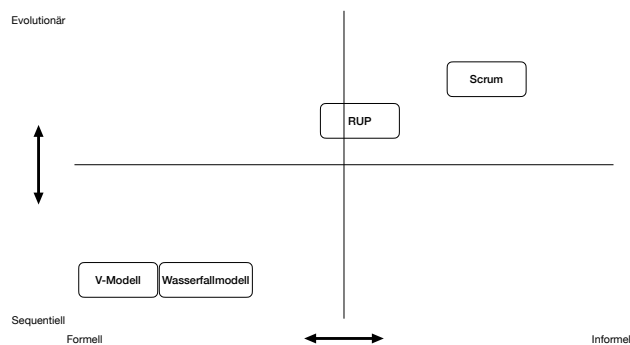 Evolutionär
Scrum
RUP
V-Modell
Wasserfallmodell
Sequentiell
Formell
Informel